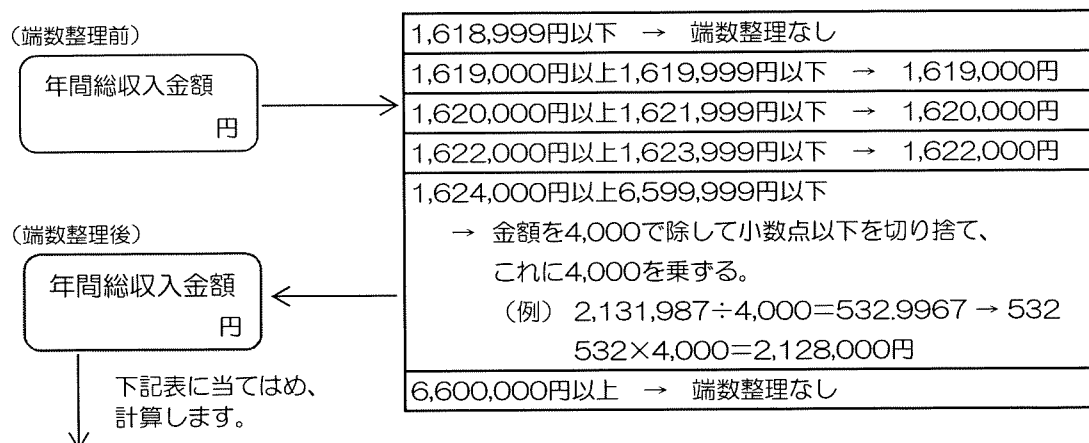 （端数整理前）
年間総収入金額
円
1,618,999円以下 → 端数整理なし
1,619,000円以上1,619,999円以下 → 1,619,000円
1,620,000円以上1,621,999円以下 → 1,620,000円
1,622,000円以上1,623,999円以下 → 1,622,000円
1,624,000円以上6,599,999円以下
→ 金額を4,000で除して小数点以下を切り捨て、
これに4,000を乗ずる。
（例） 2,131,987÷4,000＝532.9967 → 532
532×4,000＝2,128,000円
6,600,000円以上 → 端数整理なし
（端数整理後）
年間総収入金額
円
下記表に当てはめ、
計算します。